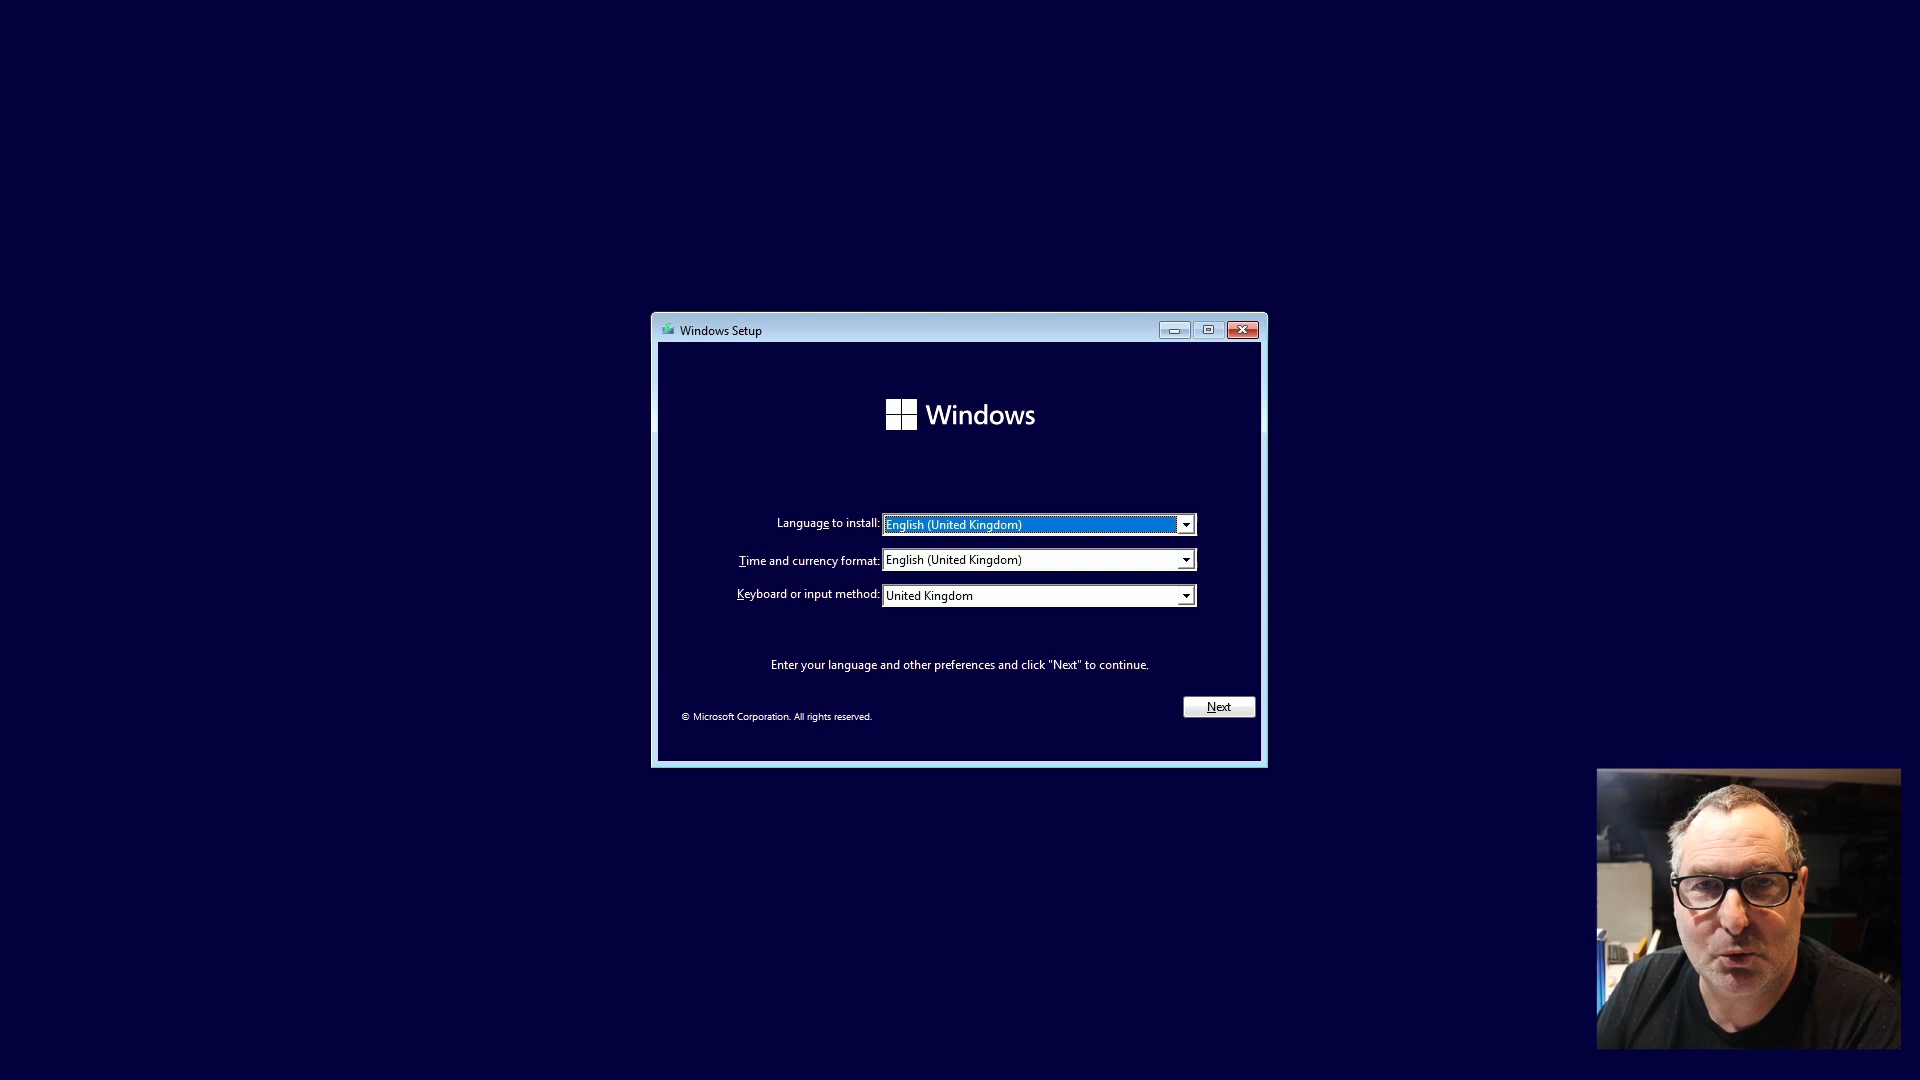 Windows Setup
Windows
Language to install: English (United Kingdom)
Time and currency format: English (United Kingdom)
Keyboard or input method: United Kingdom
Enter your language and other preferences and click "Next" to continue.
Next
© Microsoft Corporation. All rights reserved.